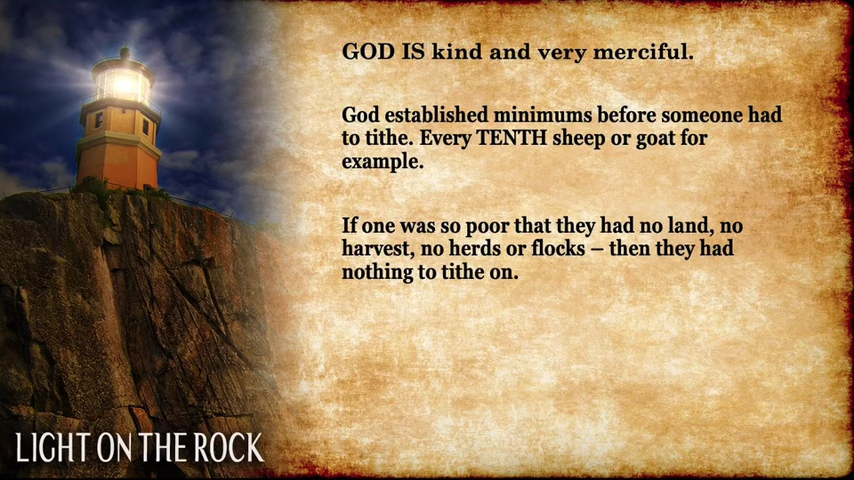 GOD IS kind and very merciful.
God established minimums before someone had
to tithe. Every TENTH sheep or goat for
example.
If one was so poor that they had no land, no
harvest, no herds or flocks – then they had
nothing to tithe on.
LIGHT ON THE ROCK